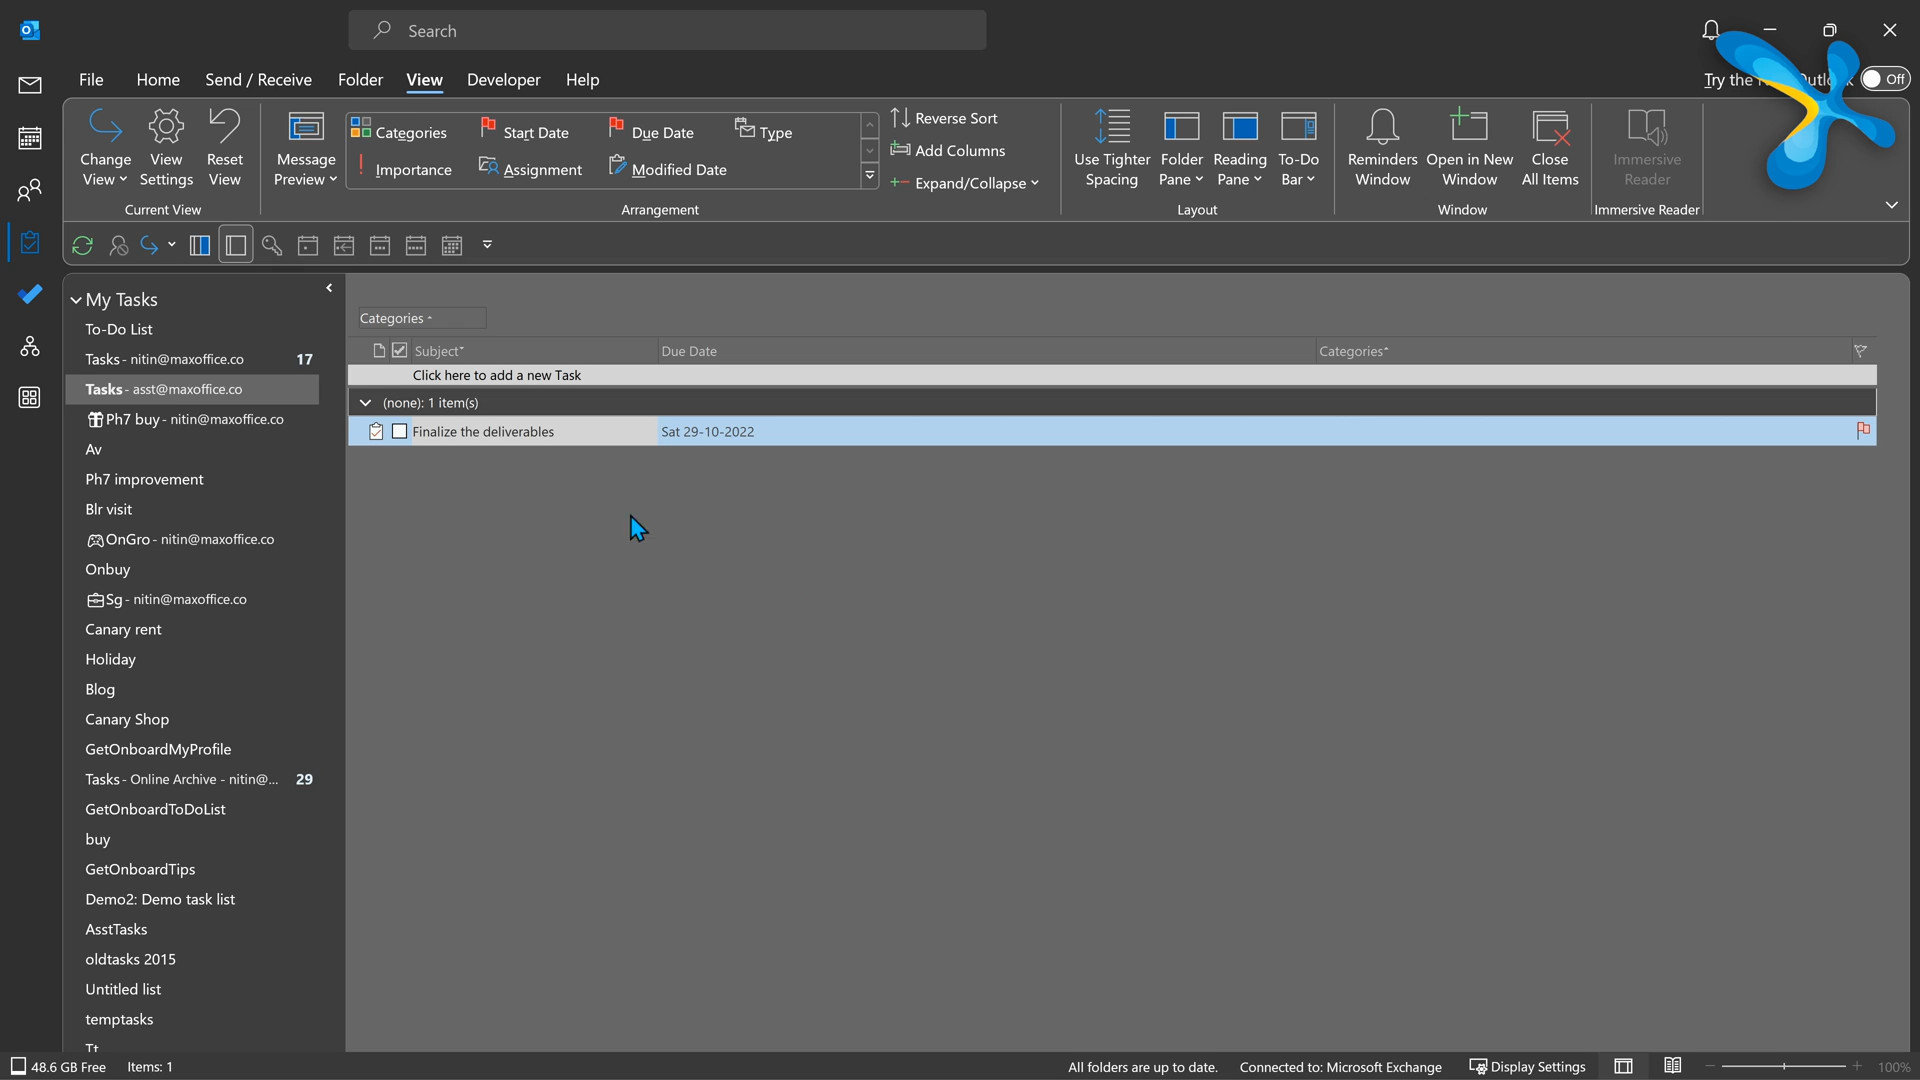 Search
File Home Send / Receive Folder View Developer Help
Try the Off
Change View View Settings Reset View
Current View
Message Preview
Categories Start Date Due Date Type
Importance Assignment Modified Date
Arrangement
Reverse Sort
Add Columns
Expand/Collapse
Use Tighter Spacing Folder Pane Reading Pane To-Do Bar
Layout
Reminders Window Open in New Window Close All Items
Window
Immersive Reader
Immersive Reader
My Tasks
To-Do List
Tasks - nitin@maxoffice.co 17
Tasks - asst@maxoffice.co
Ph7 buy - nitin@maxoffice.co
Av
Ph7 improvement
Blr visit
OnGro - nitin@maxoffice.co
Onbuy
Sg - nitin@maxoffice.co
Canary rent
Holiday
Blog
Canary Shop
GetOnboardMyProfile
Tasks - Online Archive - nitin@... 29
GetOnboardToDoList
buy
GetOnboardTips
Demo2: Demo task list
AsstTasks
oldtasks 2015
Untitled list
temptasks
Tt
Categories
Subject Due Date Categories
Click here to add a new Task
(none): 1 item(s)
Finalize the deliverables Sat 29-10-2022
48.6 GB Free Items: 1 All folders are up to date. Connected to: Microsoft Exchange Display Settings 100%